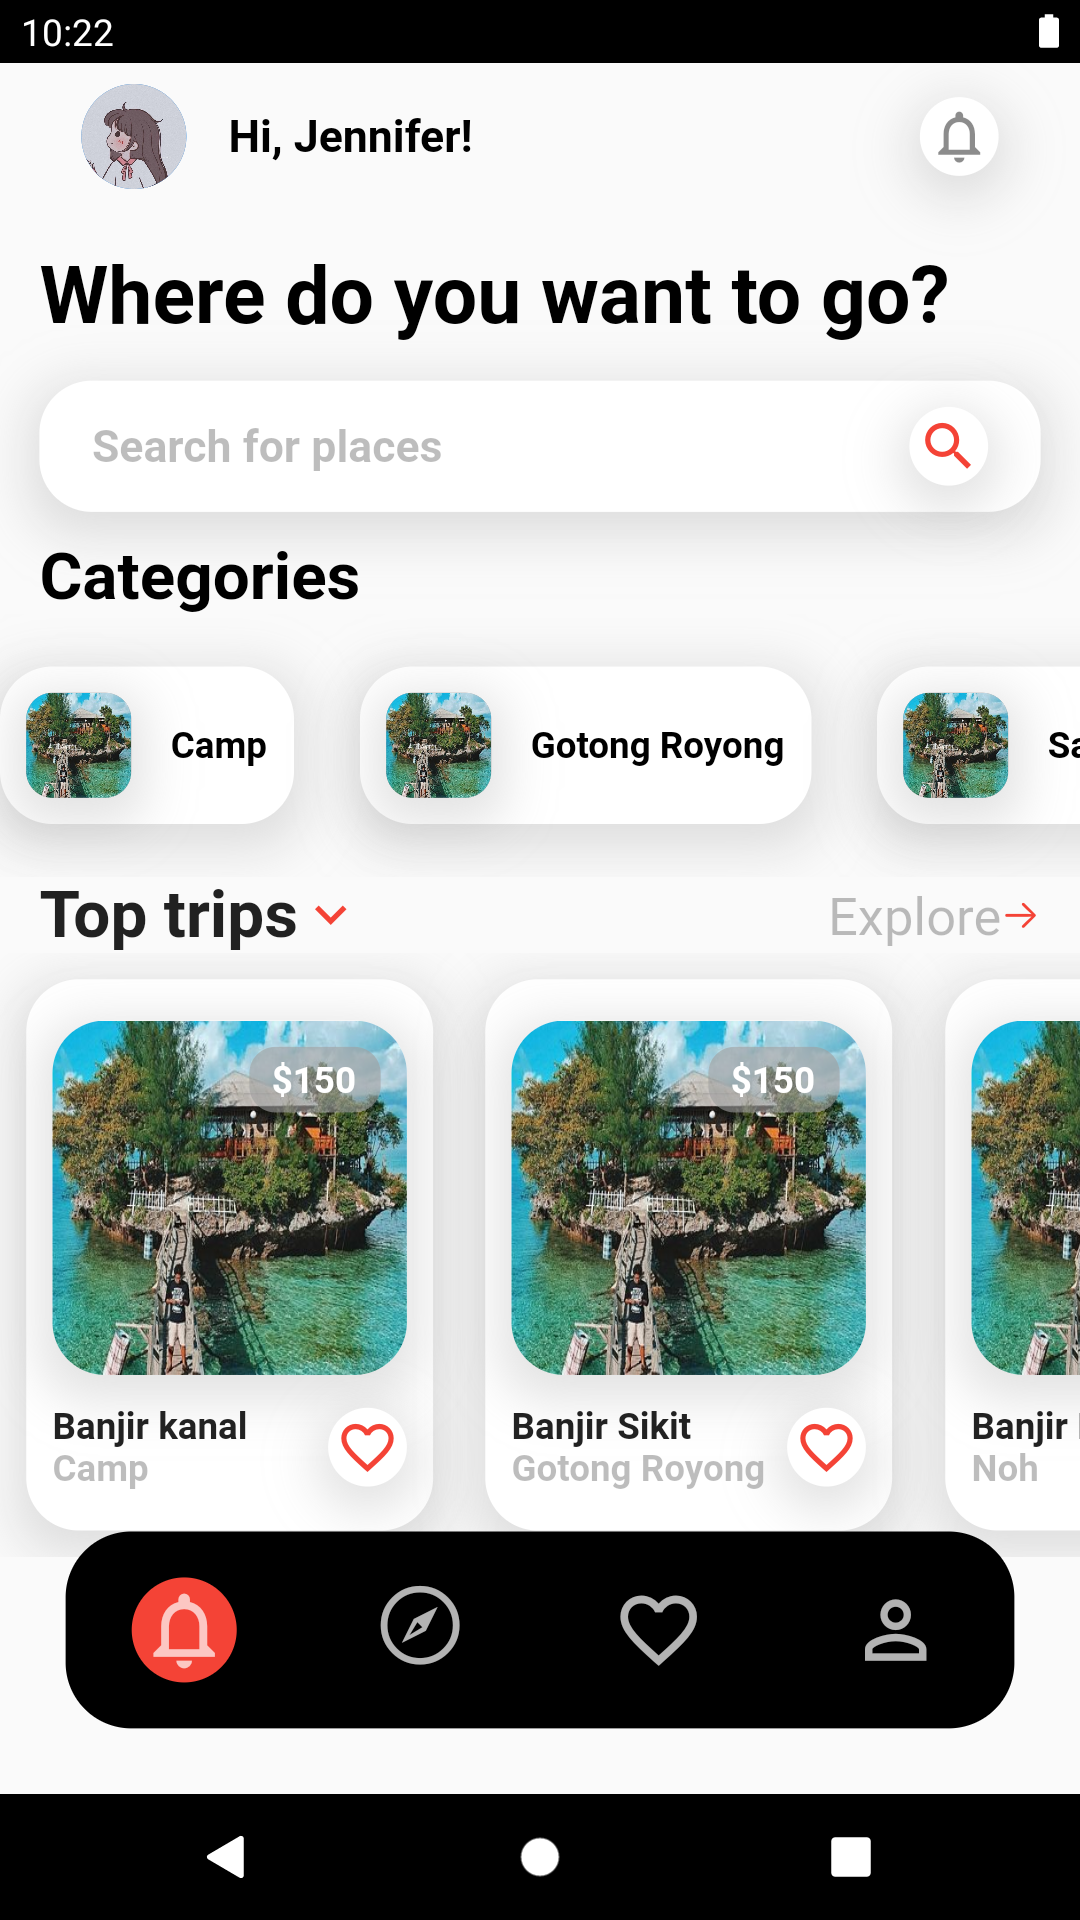 10:22
Hi, Jennifer!
Where do you want to go?
Search for places
Categories
Camp
Gotong Royong
Top trips
Explore
$150
$150
Banjir kanal
Camp
Banjir Sikit
Gotong Royong
Banjir
Noh